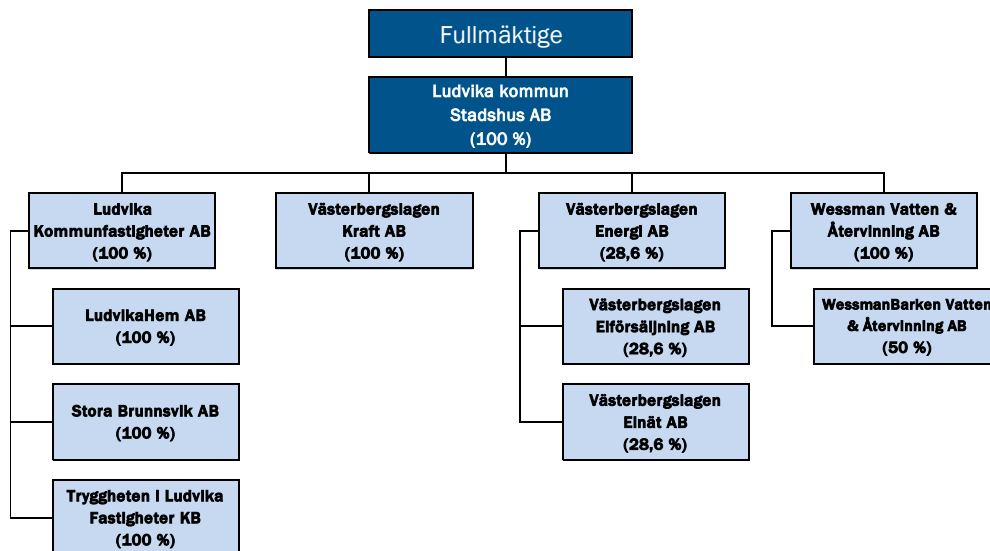 Fullmäktige
Ludvika kommun
Stadshus AB
(100 %)
Ludvika
Kommunfastigheter AB
(100 %)
Västerbergslagen
Kraft AB
(100 %)
Västerbergslagen
Energi AB
(28,6 %)
Wessman Vatten &
Återvinning AB
(100 %)
LudvikaHem AB
(100 %)
Stora Brunnsvik AB
(100 %)
Tryggheten i Ludvika
Fastigheter KB
(100 %)
Västerbergslagen
Elförsäljning AB
(28,6 %)
Västerbergslagen
Elnät AB
(28,6 %)
WessmanBarken Vatten
& Återvinning AB
(50 %)